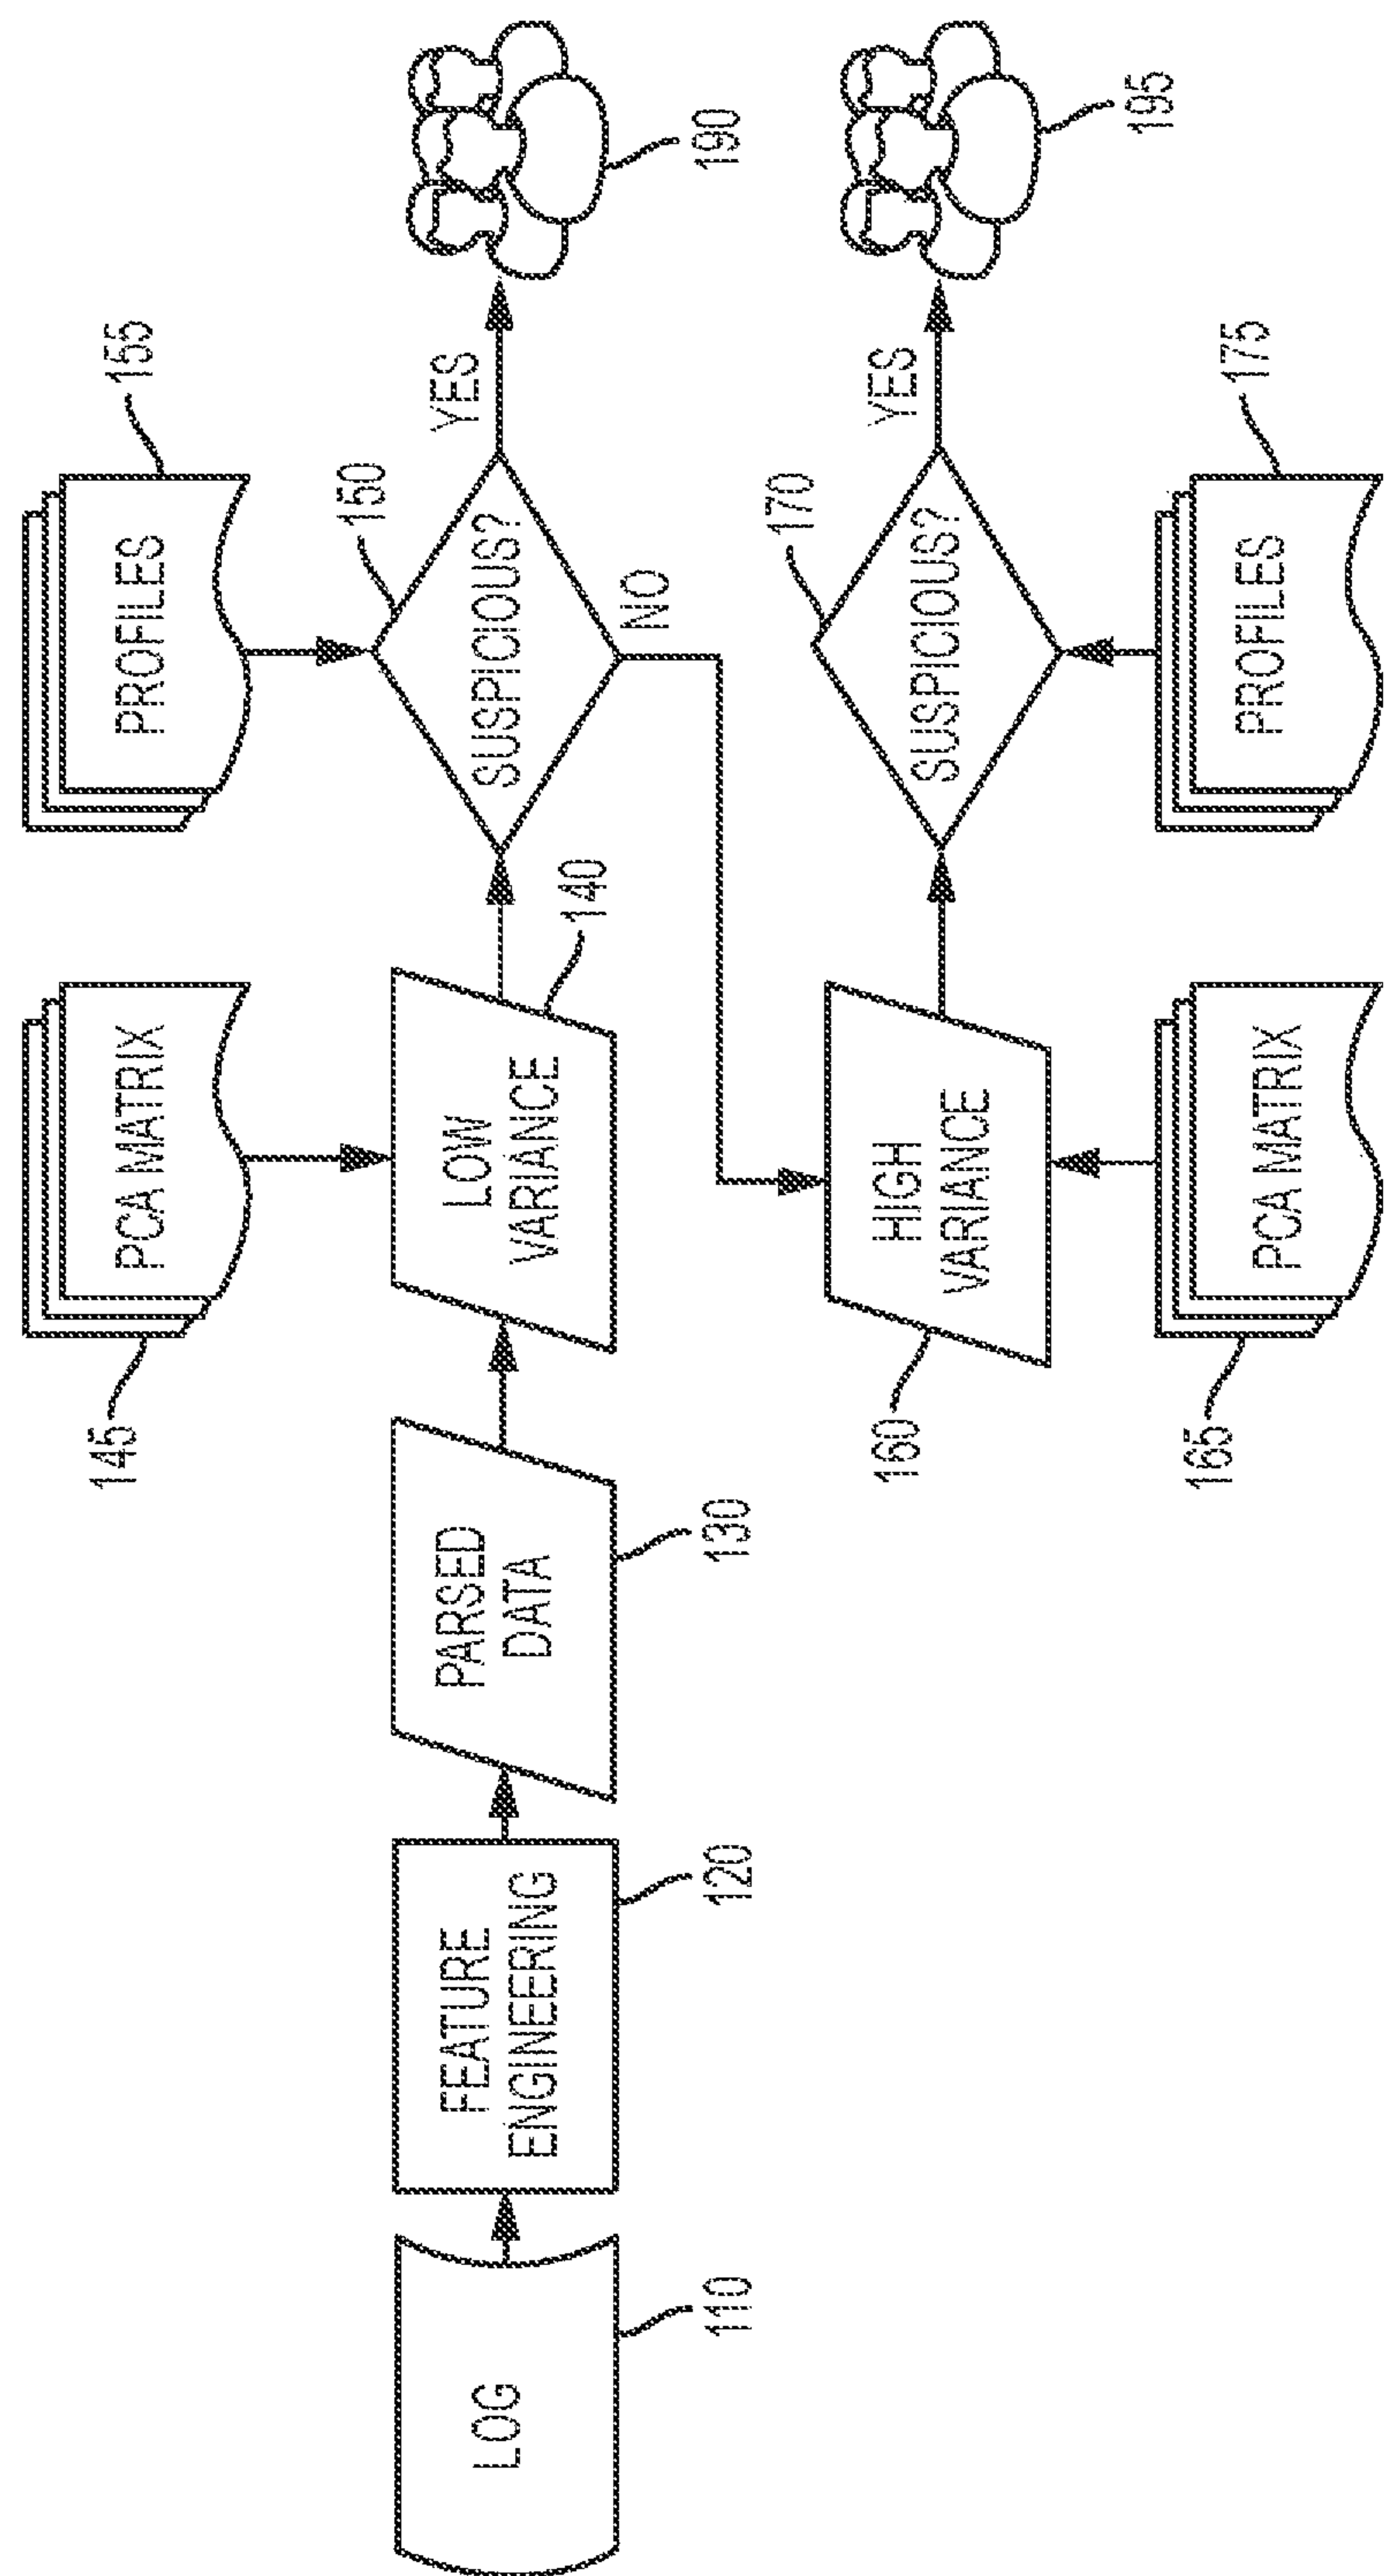 LOG
110
FEATURE
ENGINEERING
120
PARSED
DATA
130
145
PCA MATRIX
LOW
VARIANCE
140
PROFILES
155
150
SUSPICIOUS?
YES
NO
190
160
HIGH
VARIANCE
165
PCA MATRIX
170
SUSPICIOUS?
YES
PROFILES
175
195